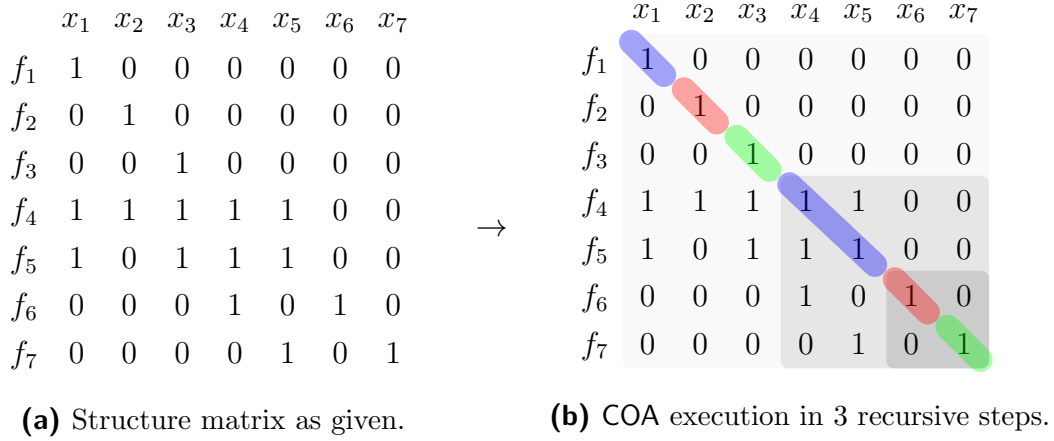 x₁ x₂ x₃ x₄ x₅ x₆ x₇
f₁ 1 0 0 0 0 0 0
f₂ 0 1 0 0 0 0 0
f₃ 0 0 1 0 0 0 0
f₄ 1 1 1 1 1 0 0
f₅ 1 0 1 1 1 0 0
f₆ 0 0 0 1 0 1 0
f₇ 0 0 0 0 1 0 1
(a) Structure matrix as given.
→
x₁ x₂ x₃ x₄ x₅ x₆ x₇
f₁ 1 0 0 0 0 0 0
f₂ 0 1 0 0 0 0 0
f₃ 0 0 1 0 0 0 0
f₄ 1 1 1 1 1 0 0
f₅ 1 0 1 1 1 0 0
f₆ 0 0 0 1 0 1 0
f₇ 0 0 0 0 1 0 1
(b) COA execution in 3 recursive steps.